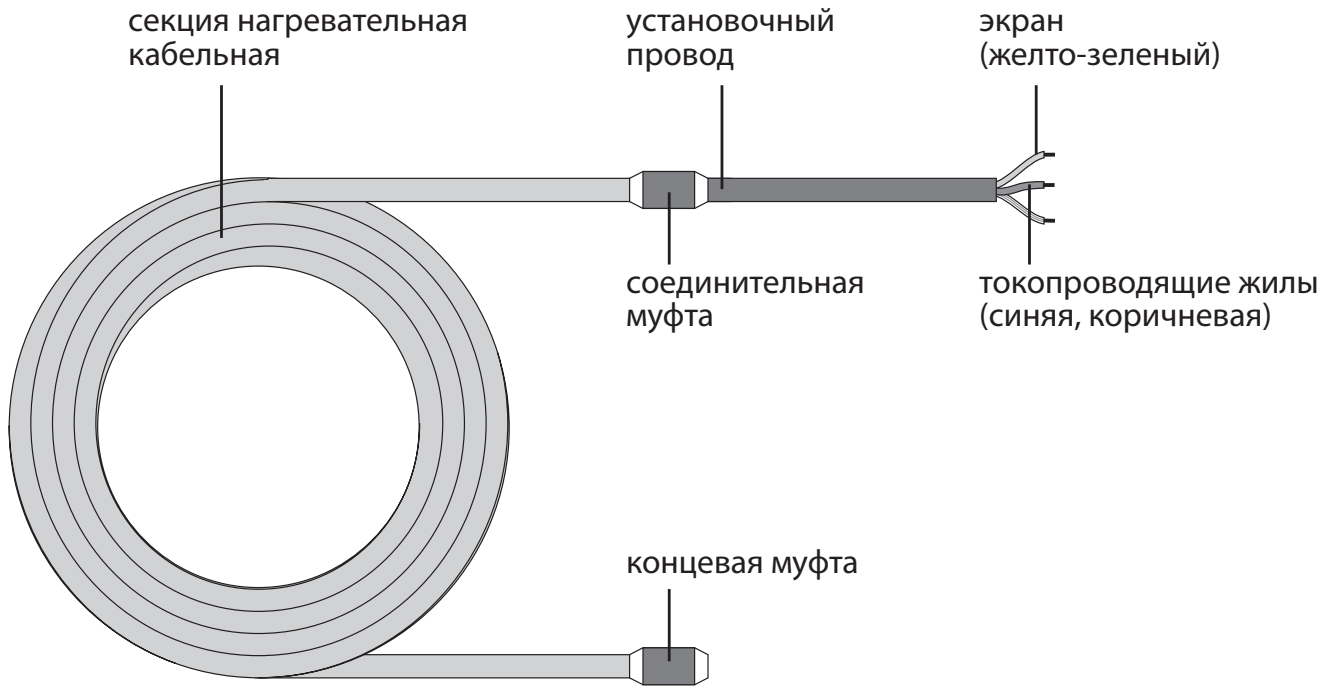 секция нагревательная
кабельная
установочный
провод
экран
(желто-зеленый)
соединительная
муфта
токопроводящие жилы
(синяя, коричневая)
концевая муфта